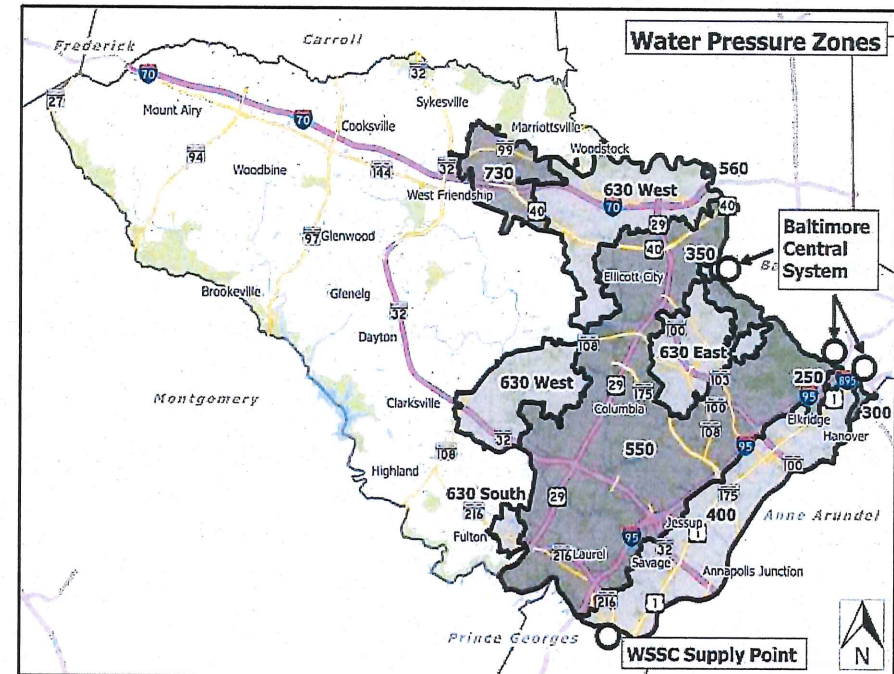 Water Pressure Zones
Frederick
Carroll
70
32
27
Mount Airy
Sykesville
70
Cooksville
Marriottsville
99
Woodstock
94
Woodbine
144
32
730
560
630 West
West Friendship
70
40
29
40
Baltimore
Central
System
97
Glenwood
40
350
Ellicott City
Brookeville
Glenelg
32
100
Dayton
108
630 East
630 West
29
175
103
250
895
95
1
300
Montgomery
Clarksville
Columbia
100
Elkridge
Hanover
108
32
108
550
95
100
Highland
630 South
29
175
400
Anne Arundel
216
Jessup
1
Fulton
95
216
Laurel
32
Savage
Annapolis Junction
216
1
Prince Georges
WSSC Supply Point
N